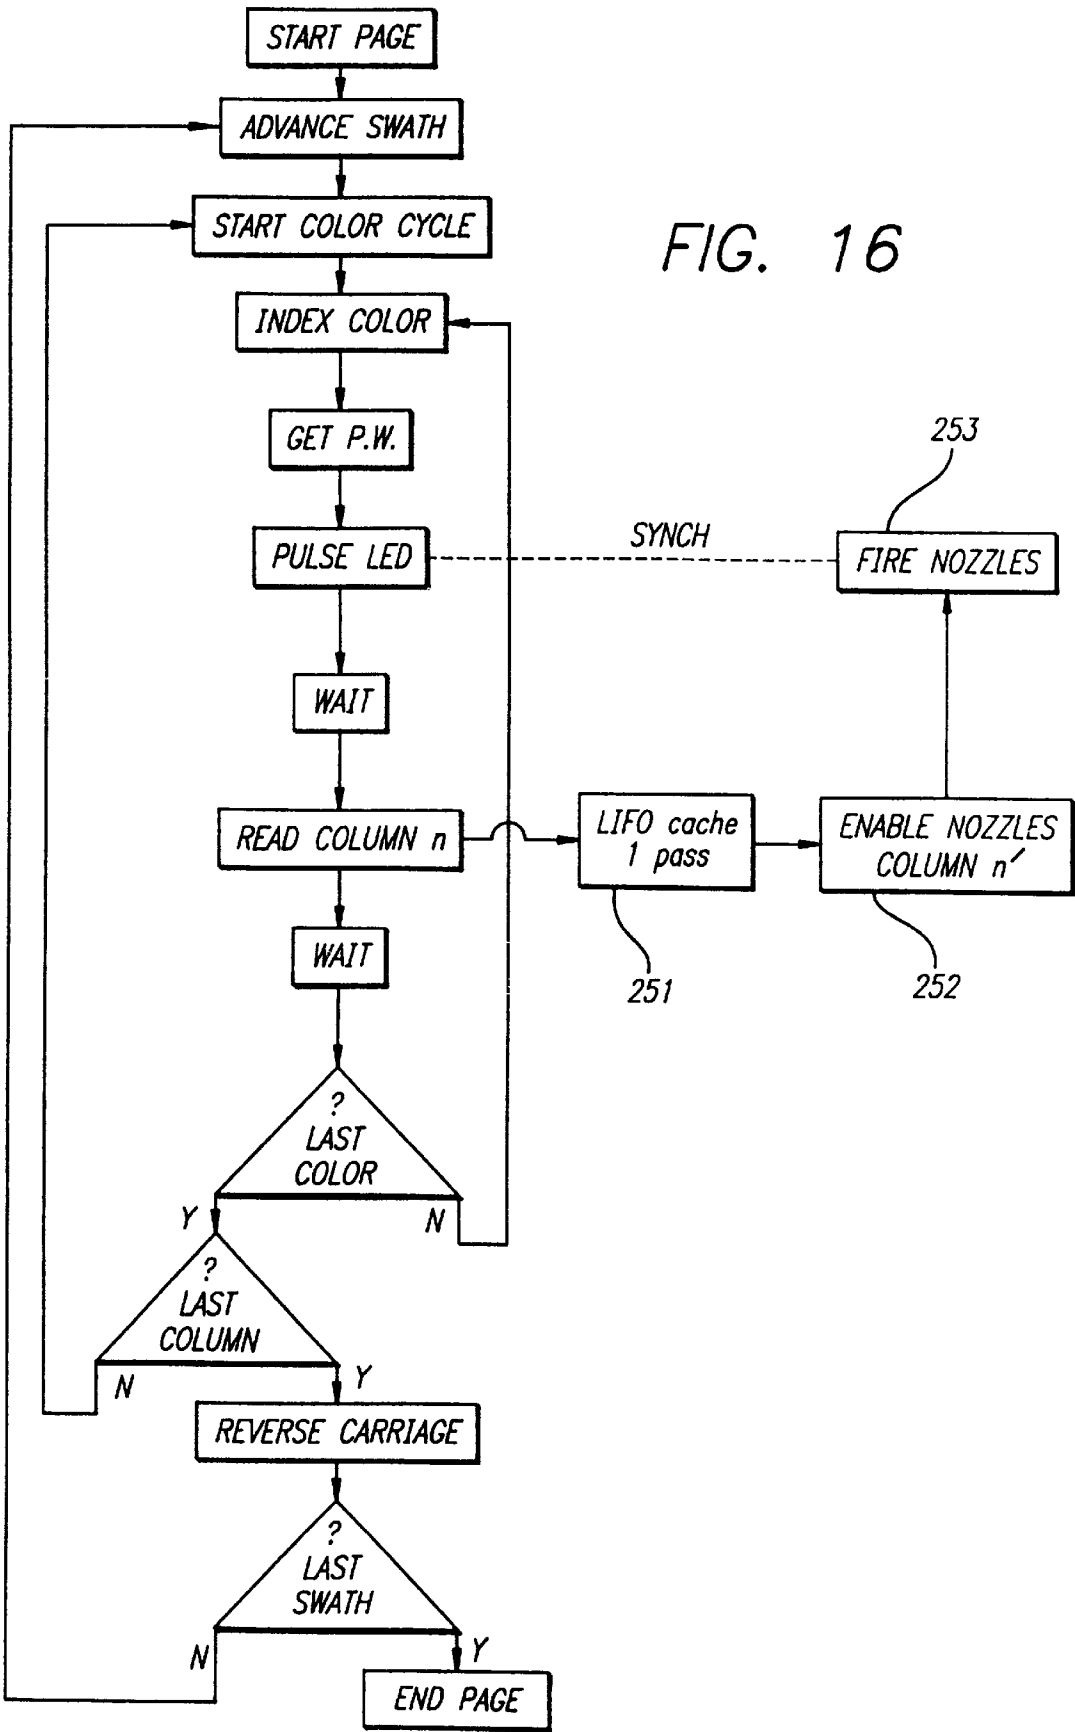 START PAGE
ADVANCE SWATH
START COLOR CYCLE
FIG. 16
INDEX COLOR
GET P.W.
253
PULSE LED
SYNCH
FIRE NOZZLES
WAIT
READ COLUMN n
LIFO cache
1 pass
ENABLE NOZZLES
COLUMN n′
WAIT
251
252
?
LAST
COLOR
Y
N
?
LAST
COLUMN
N
Y
REVERSE CARRIAGE
?
LAST
SWATH
N
Y
END PAGE